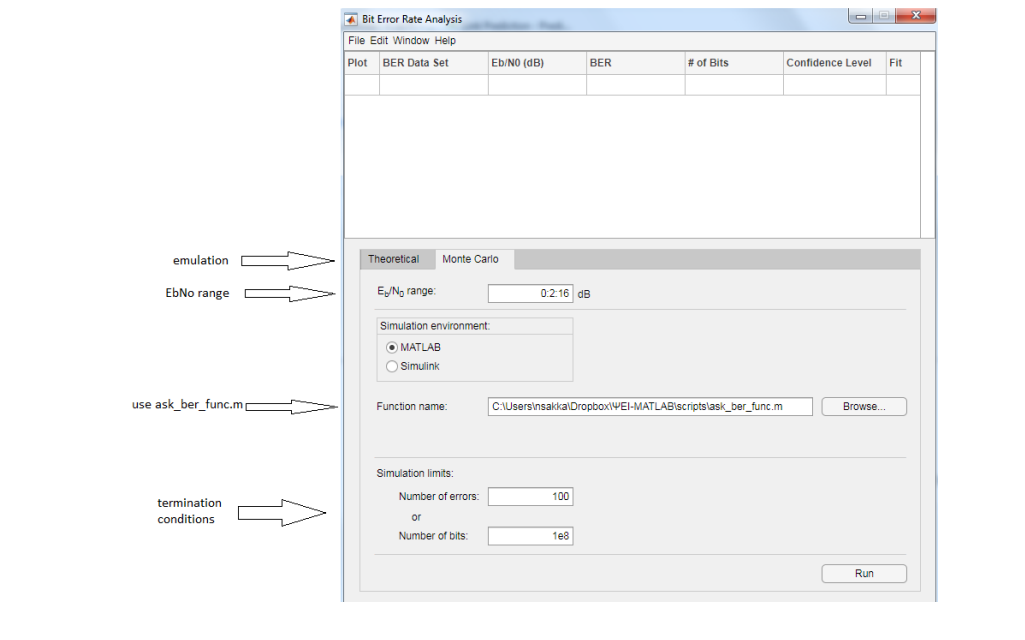 Bit Error Rate Analysis
File Edit Window Help
Plot BER Data Set Eb/N0 (dB) BER # of Bits Confidence Level Fit
emulation
Theoretical Monte Carlo
EbNo range
Eb/N0 range: 0:2:16 dB
Simulation environment:
MATLAB
Simulink
use ask_ber_func.m
Function name: C:\Users\nsakka\Dropbox\ΨEI-MATLAB\scripts\ask_ber_func.m Browse...
Simulation limits:
termination
conditions
Number of errors: 100
or
Number of bits: 1e8
Run